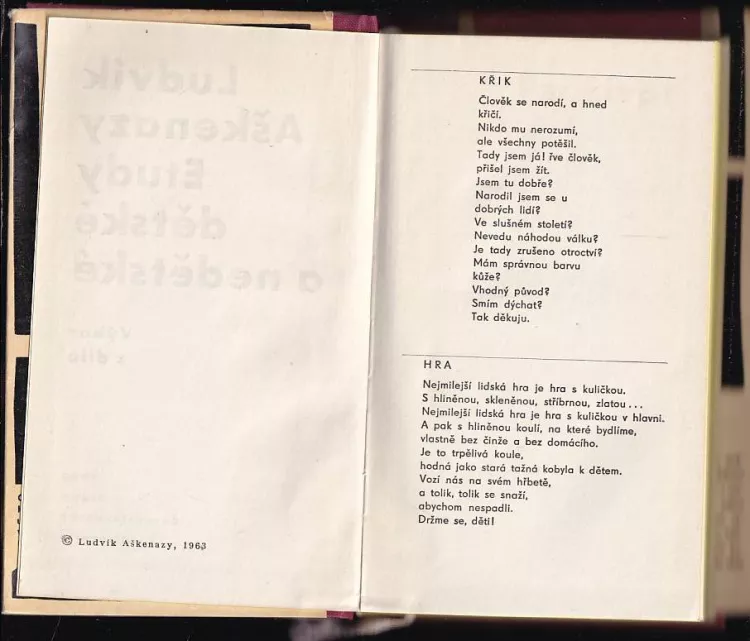 © Ludvík Aškenazy, 1963
KŘIK
Člověk se narodí, a hned
křičí.
Nikdo mu nerozumí,
ale všechny potěšil.
Tady jsem já! řve člověk,
přišel jsem žít.
Jsem tu dobře?
Narodil jsem se u
dobrých lidí?
Ve slušném století?
Nevedu náhodou válku?
Je tady zrušeno otroctví?
Mám správnou barvu
kůže?
Vhodný původ?
Smím dýchat?
Tak děkuju.
HRA
Nejmilejší lidská hra je hra s kuličkou.
S hliněnou, skleněnou, stříbrnou, zlatou...
Nejmilejší lidská hra je hra s kuličkou v hlavni.
A pak s hliněnou koulí, na které bydlíme,
vlastně bez činže a bez domácího.
Je to trpělivá koule,
hodná jako stará tažná kobyla k dětem.
Vozí nás na svém hřbetě,
a tolik, tolik se snaží,
abychom nespadli.
Držme se, děti!